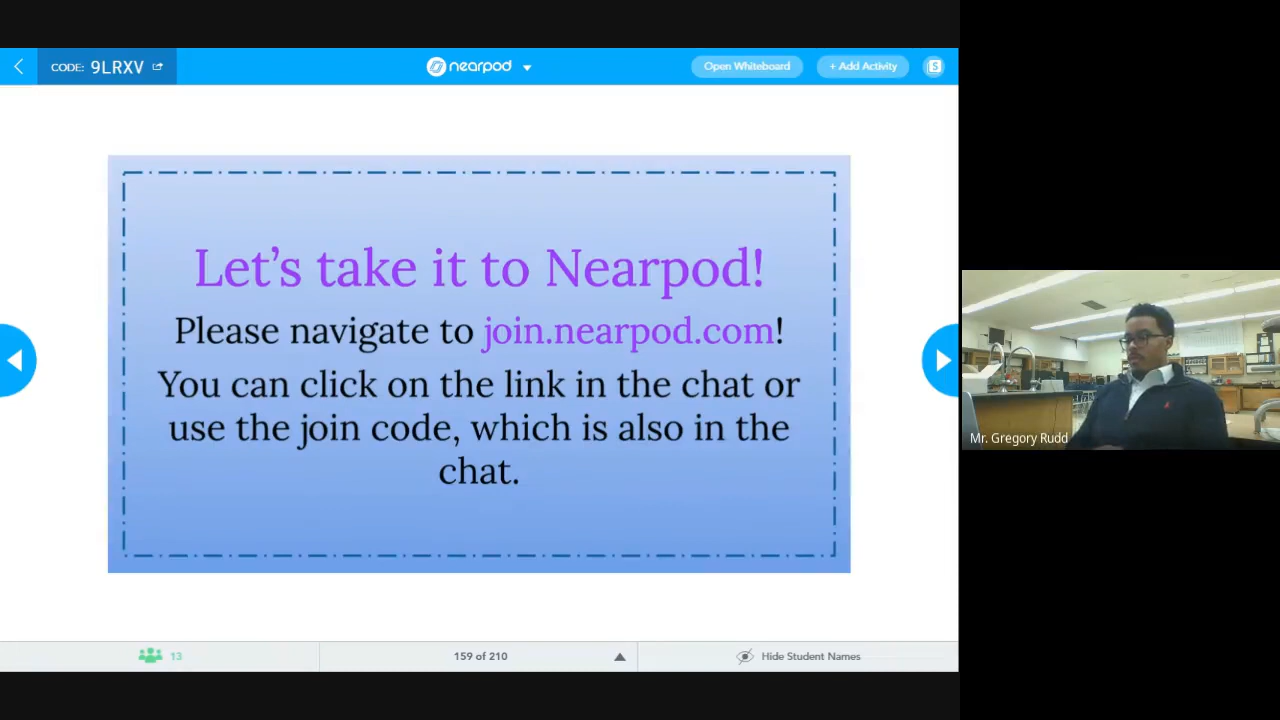 CODE: 9LRXV
nearpod
Open Whiteboard
+ Add Activity
S
Let's take it to Nearpod!
Please navigate to join.nearpod.com!
You can click on the link in the chat or
use the join code, which is also in the
chat.
Mr. Gregory Rudd
13
159 of 210
Hide Student Names